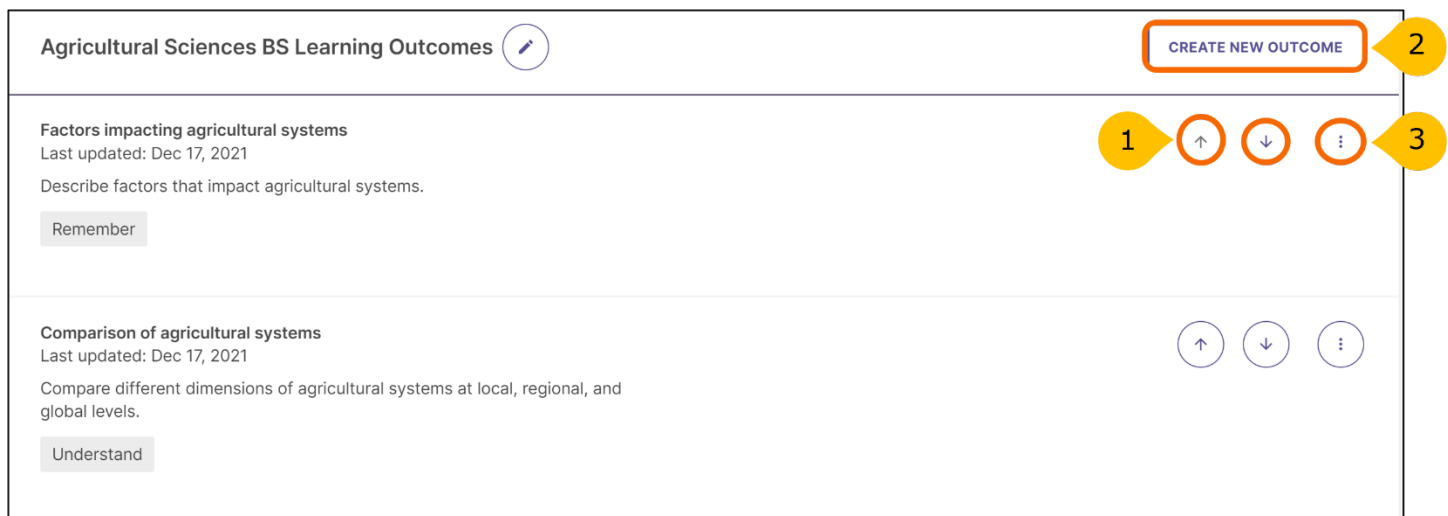 Agricultural Sciences BS Learning Outcomes
CREATE NEW OUTCOME
2
Factors impacting agricultural systems
Last updated: Dec 17, 2021
1
3
Describe factors that impact agricultural systems.
Remember
Comparison of agricultural systems
Last updated: Dec 17, 2021
Compare different dimensions of agricultural systems at local, regional, and
global levels.
Understand